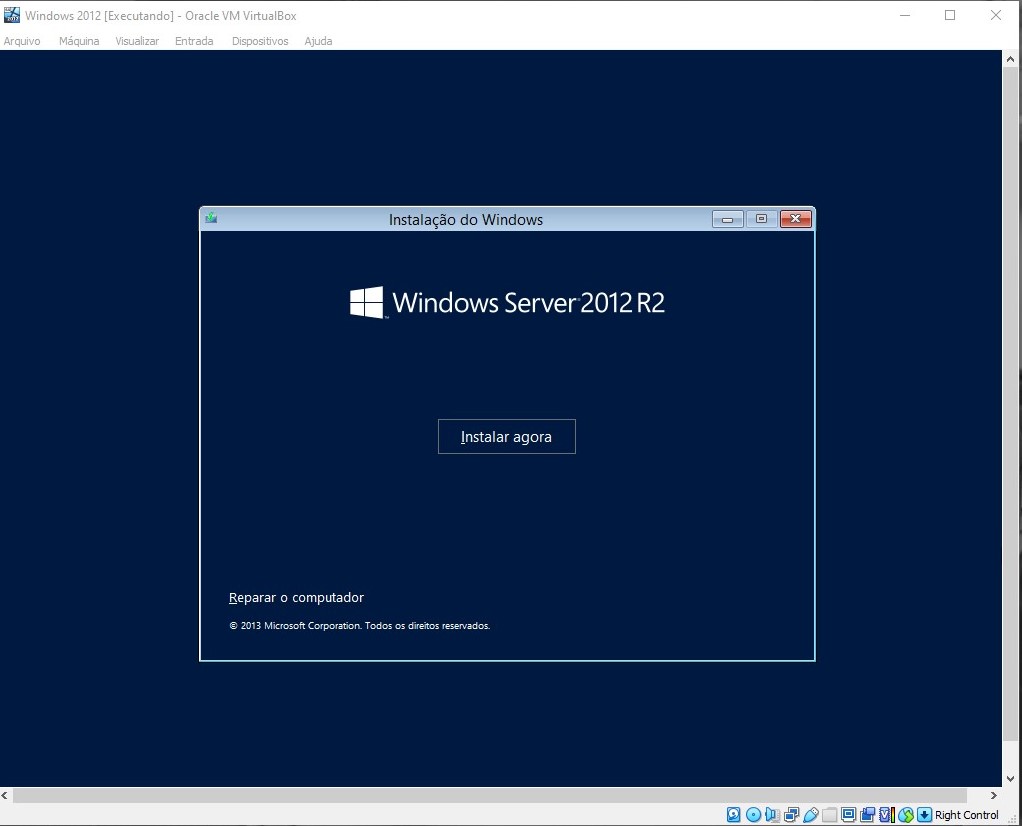 Windows 2012 [Executando] - Oracle VM VirtualBox
Arquivo Máquina Visualizar Entrada Dispositivos Ajuda
Instalação do Windows
Windows Server 2012 R2
Instalar agora
Reparar o computador
© 2013 Microsoft Corporation. Todos os direitos reservados.
Right Control